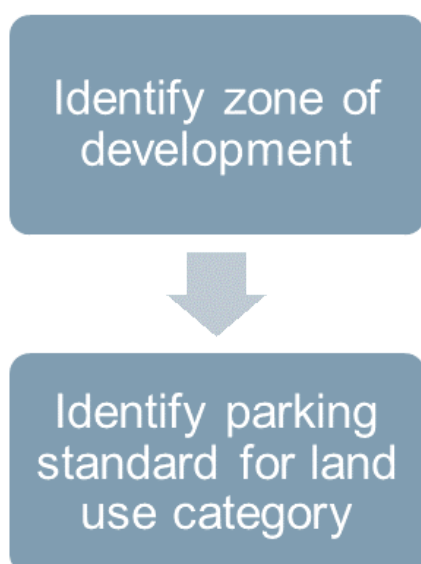 Identify zone of
development
Identify parking
standard for land
use category